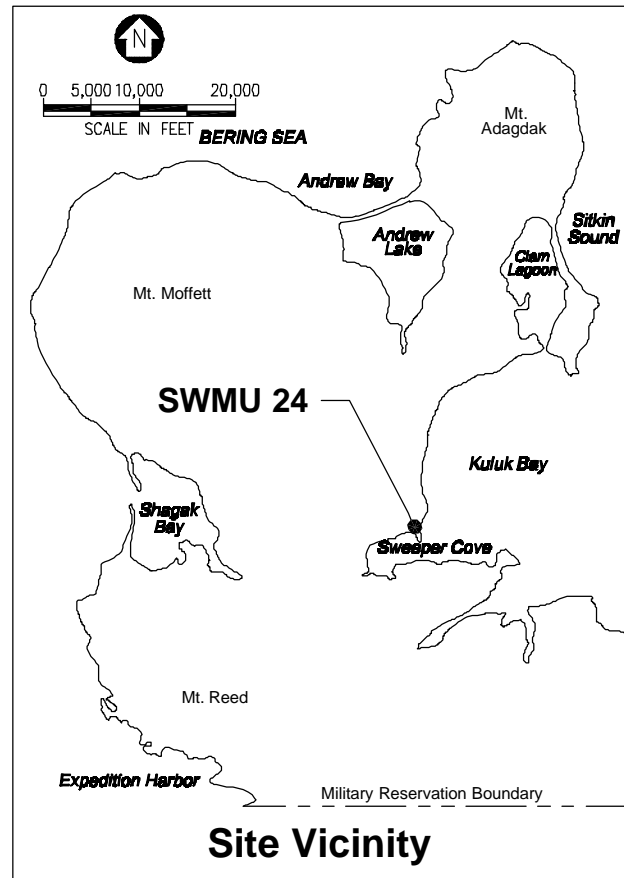 N
0 5,000 10,000 20,000
SCALE IN FEET
BERING SEA
Mt.
Adagdak
Andrew Bay
Andrew
Lake
Sitkin
Sound
Clam
Lagoon
Mt. Moffett
SWMU 24
Kuluk Bay
Shagak
Bay
Sweeper Cove
Mt. Reed
Expedition Harbor
Military Reservation Boundary
Site Vicinity